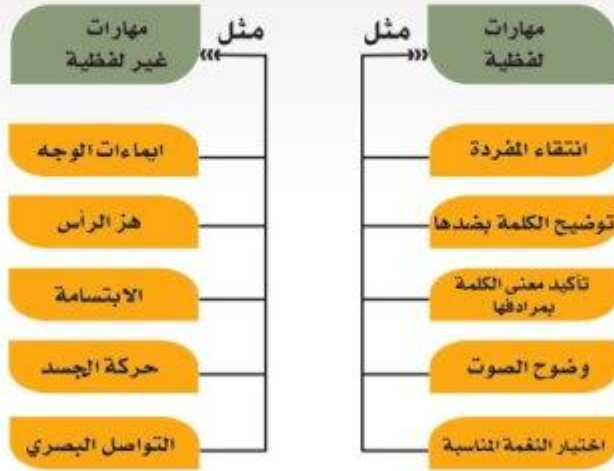 مهارات
لفظية
مثل
انتقاء المفردة
توضيح الكلمة بضدها
تأكيد معنى الكلمة
بمرادفها
وضوح الصوت
اختيار النغمة المناسبة
مهارات
غير لفظية
مثل
ايماءات الوجه
هز الرأس
الابتسامة
حركة الجسد
التواصل البصري